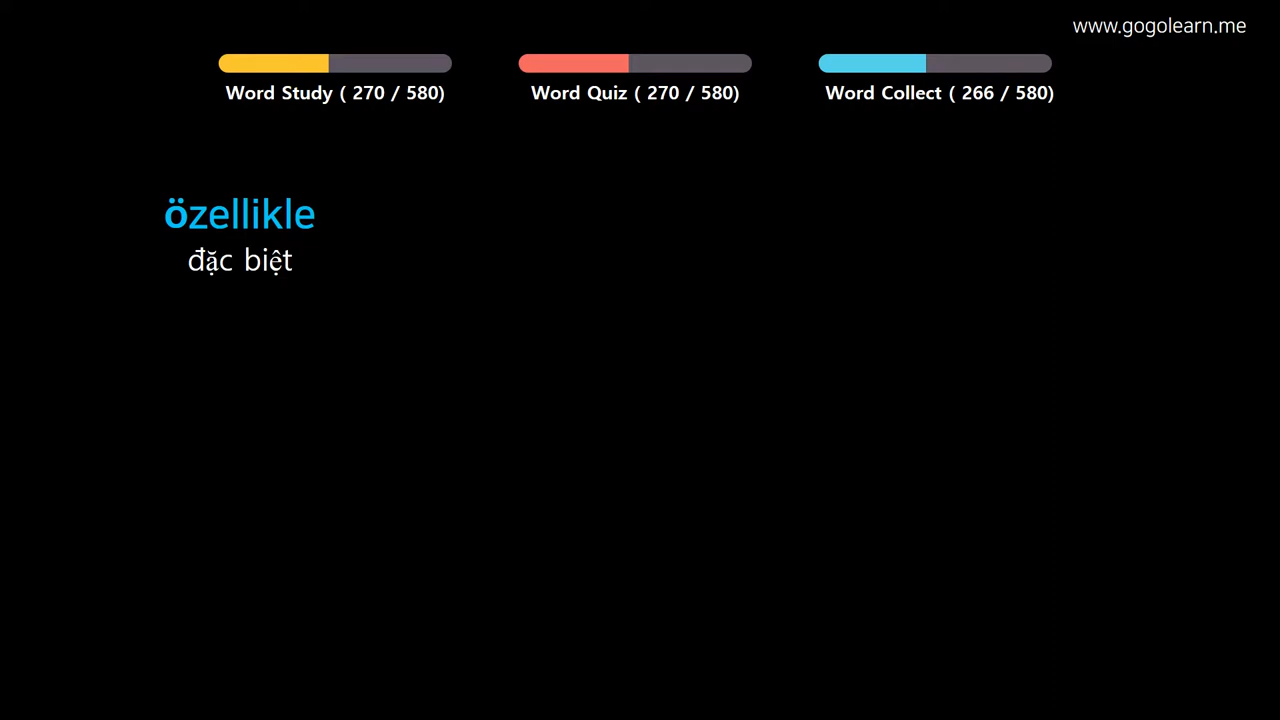 www.gogolearn.me
Word Study ( 270 / 580)
Word Quiz ( 270 / 580)
Word Collect ( 266 / 580)
özellikle
đặc biệt